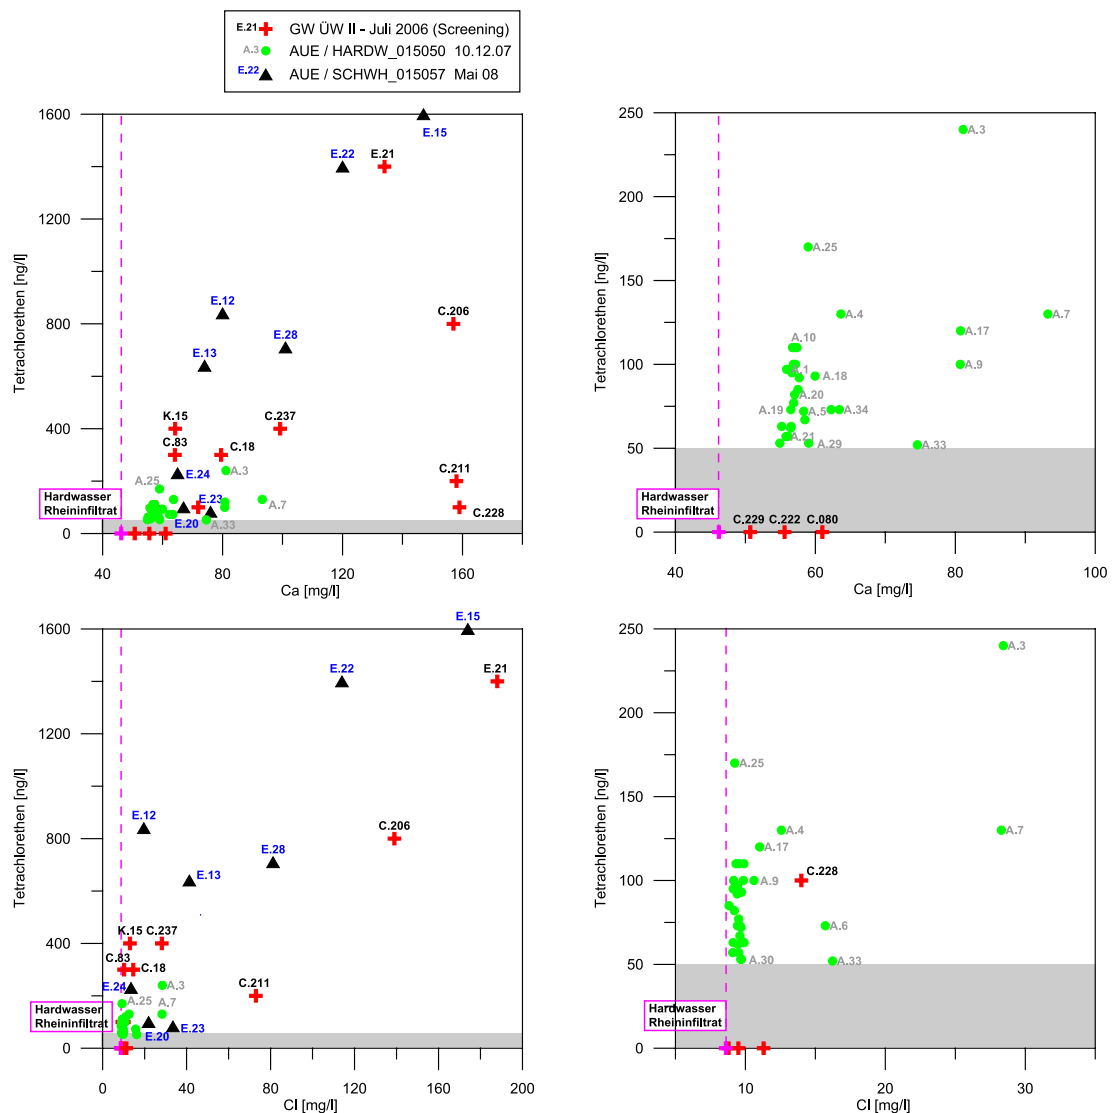 E.21 GW ÜW II - Juli 2006 (Screening)
A.3 AUE / HARDW_015050 10.12.07
E.22 AUE / SCHWH_015057 Mai 08
1600
1200
800
400
0
Tetrachlorethen [ng/l]
E.15
E.22
E.21
E.12
C.206
E.28
E.13
K.15
C.237
C.83
C.18
A.3
E.24
C.211
A.25
Hardwasser
Rheininfiltrat
E.23
A.7
E.20
A.33
C.228
40
80
120
160
Ca [mg/l]
250
200
150
100
50
0
Tetrachlorethen [ng/l]
A.3
A.25
A.4
A.7
A.17
A.10
A.1
A.18
A.9
A.20
A.19
A.5
A.34
A.21
A.29
A.33
Hardwasser
Rheininfiltrat
C.229
C.222
C.080
40
60
80
100
Ca [mg/l]
1600
1200
800
400
0
Tetrachlorethen [ng/l]
E.15
E.22
E.21
E.12
C.206
E.28
E.13
K.15
C.237
C.83
C.18
A.3
E.24
C.211
A.25
A.7
Hardwasser
Rheininfiltrat
E.20
E.23
0
40
80
120
160
200
Cl [mg/l]
250
200
150
100
50
0
Tetrachlorethen [ng/l]
A.3
A.25
A.4
A.7
A.17
A.9
C.228
A.6
A.30
A.33
Hardwasser
Rheininfiltrat
10
20
30
Cl [mg/l]